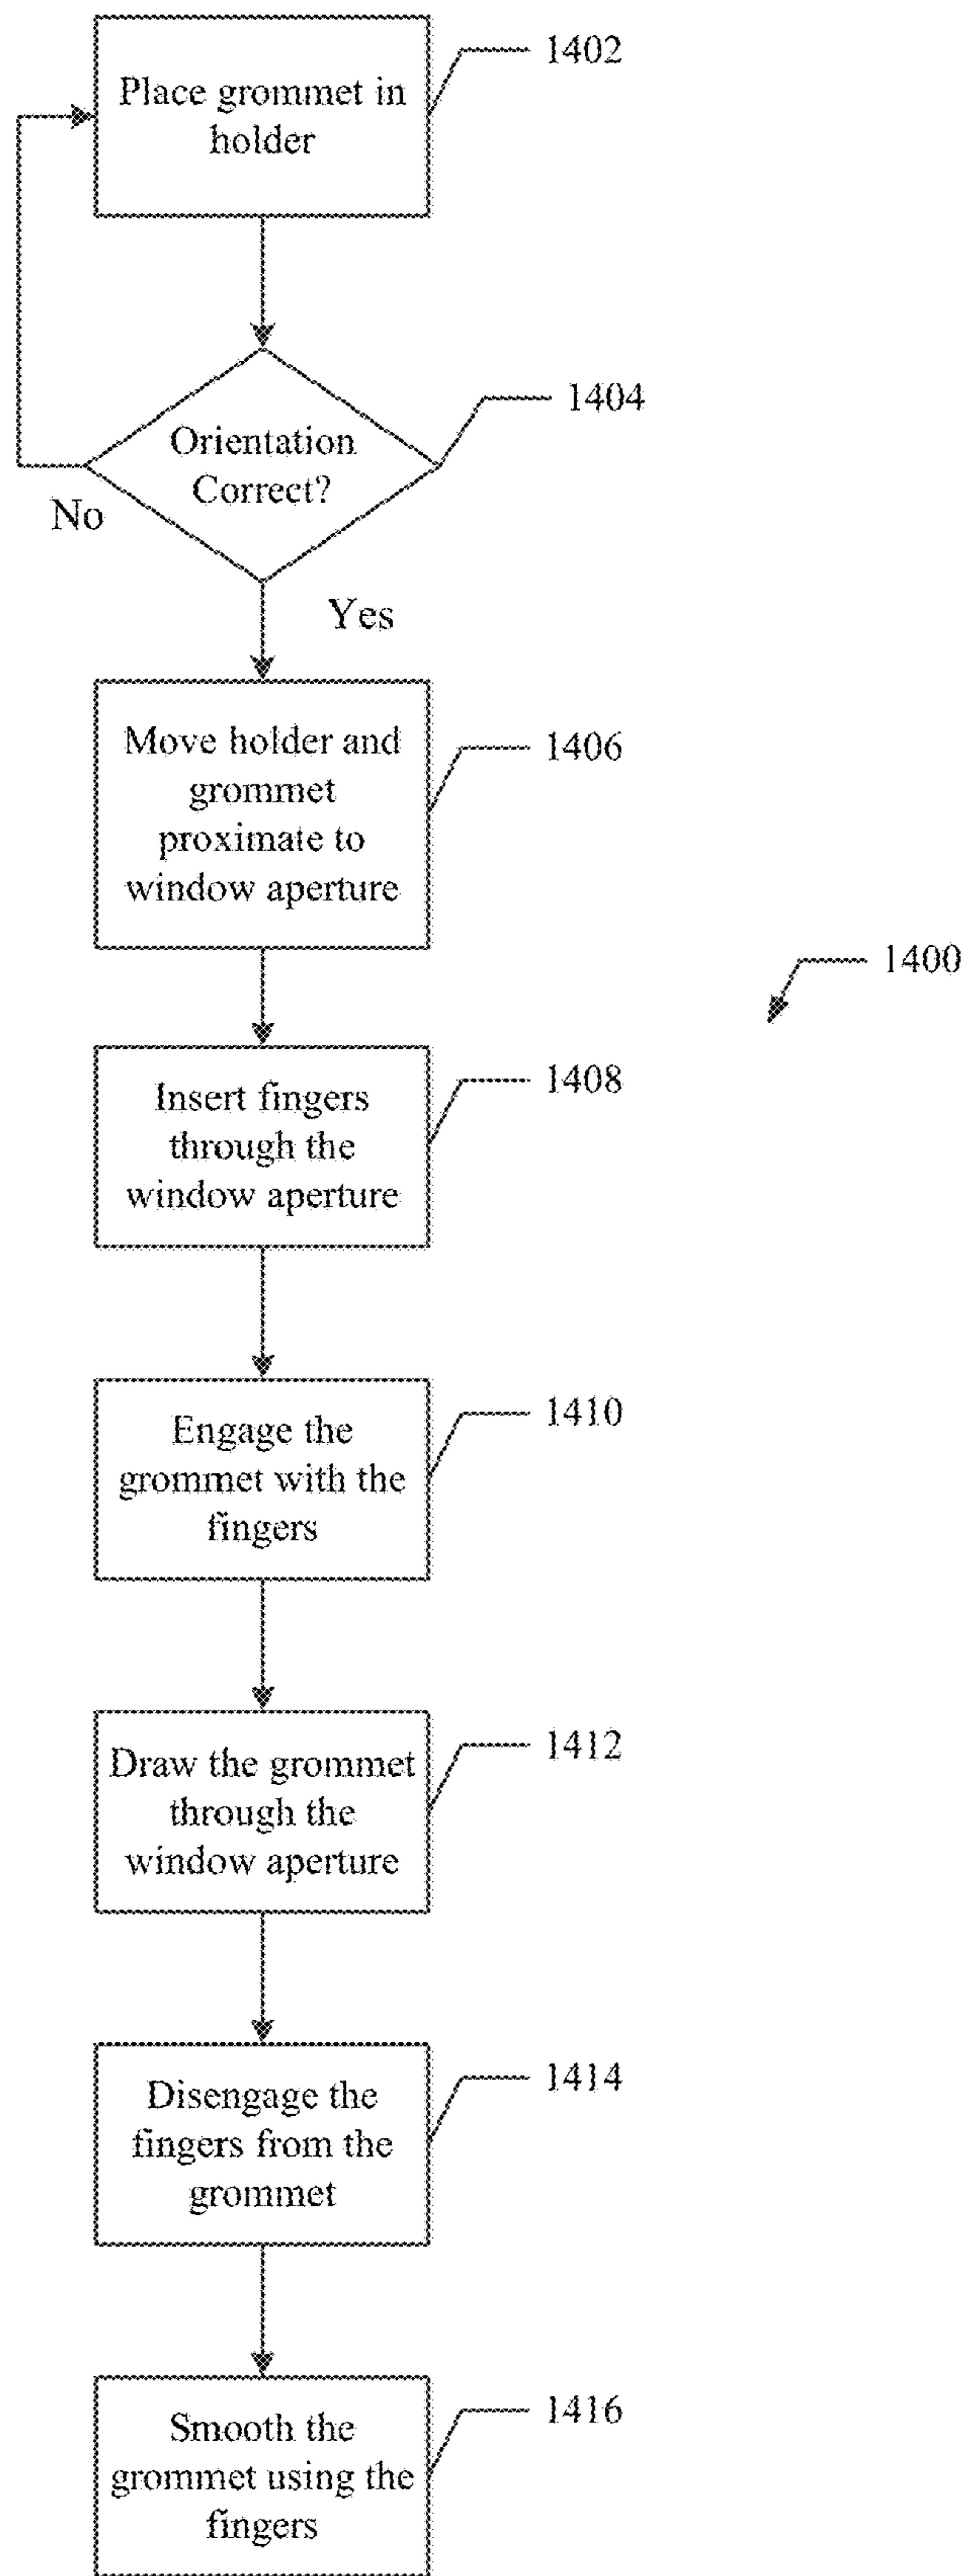 Place grommet in
holder
1402
Orientation
Correct?
1404
No
Yes
Move holder and
grommet
proximate to
window aperture
1406
1400
Insert fingers
through the
window aperture
1408
Engage the
grommet with the
fingers
1410
Draw the grommet
through the
window aperture
1412
Disengage the
fingers from the
grommet
1414
Smooth the
grommet using the
fingers
1416